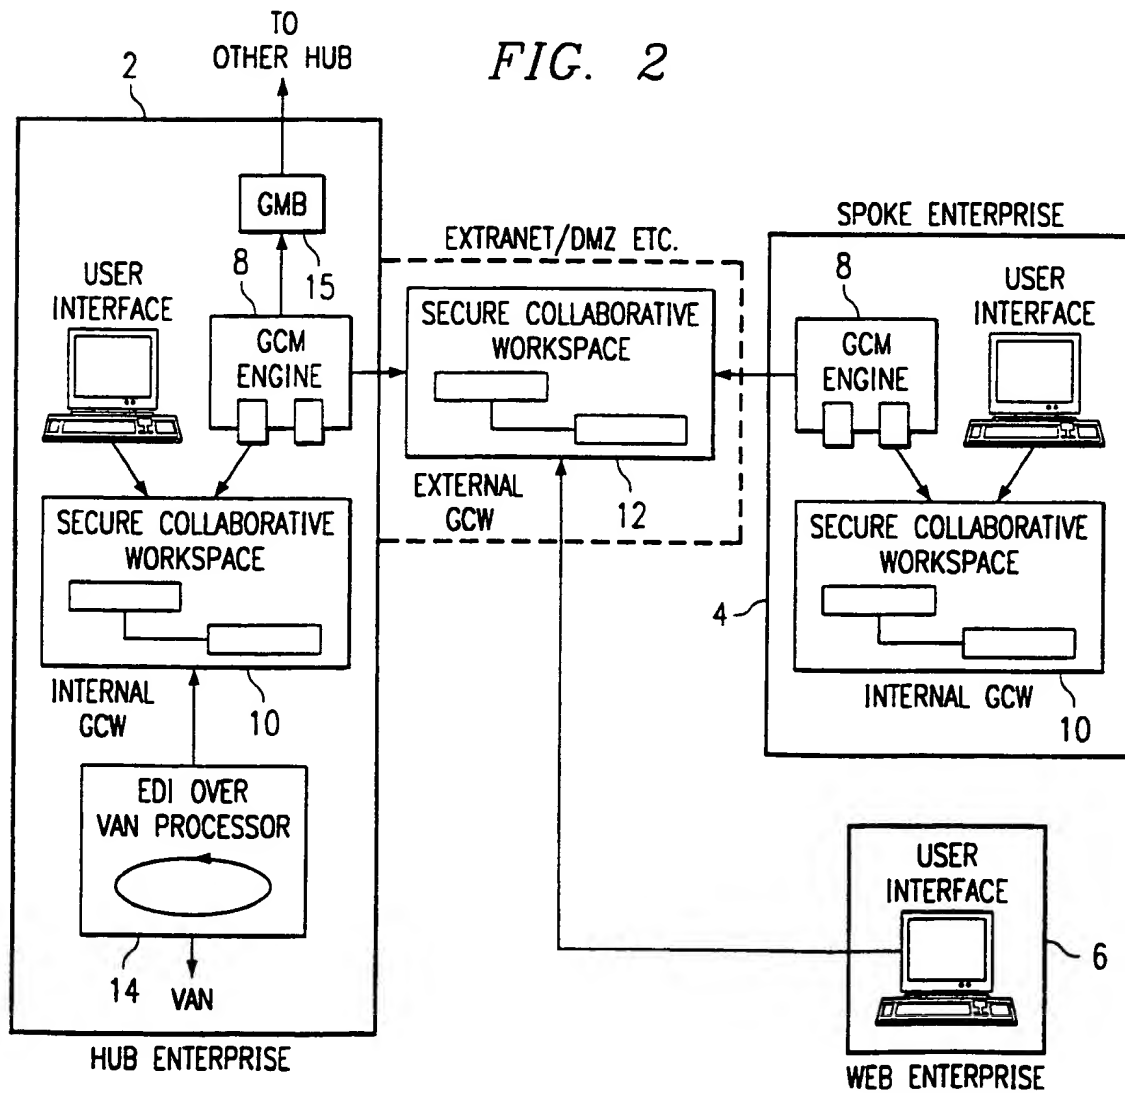 TO
OTHER HUB
FIG. 2
2
GMB
15
8
USER
INTERFACE
GCM
ENGINE
EXTRANET/DMZ ETC.
SECURE COLLABORATIVE
WORKSPACE
EXTERNAL
GCW
12
SPOKE ENTERPRISE
8
GCM
ENGINE
USER
INTERFACE
SECURE COLLABORATIVE
WORKSPACE
INTERNAL
GCW
10
SECURE COLLABORATIVE
WORKSPACE
4
INTERNAL GCW
10
EDI OVER
VAN PROCESSOR
14
VAN
HUB ENTERPRISE
USER
INTERFACE
6
WEB ENTERPRISE